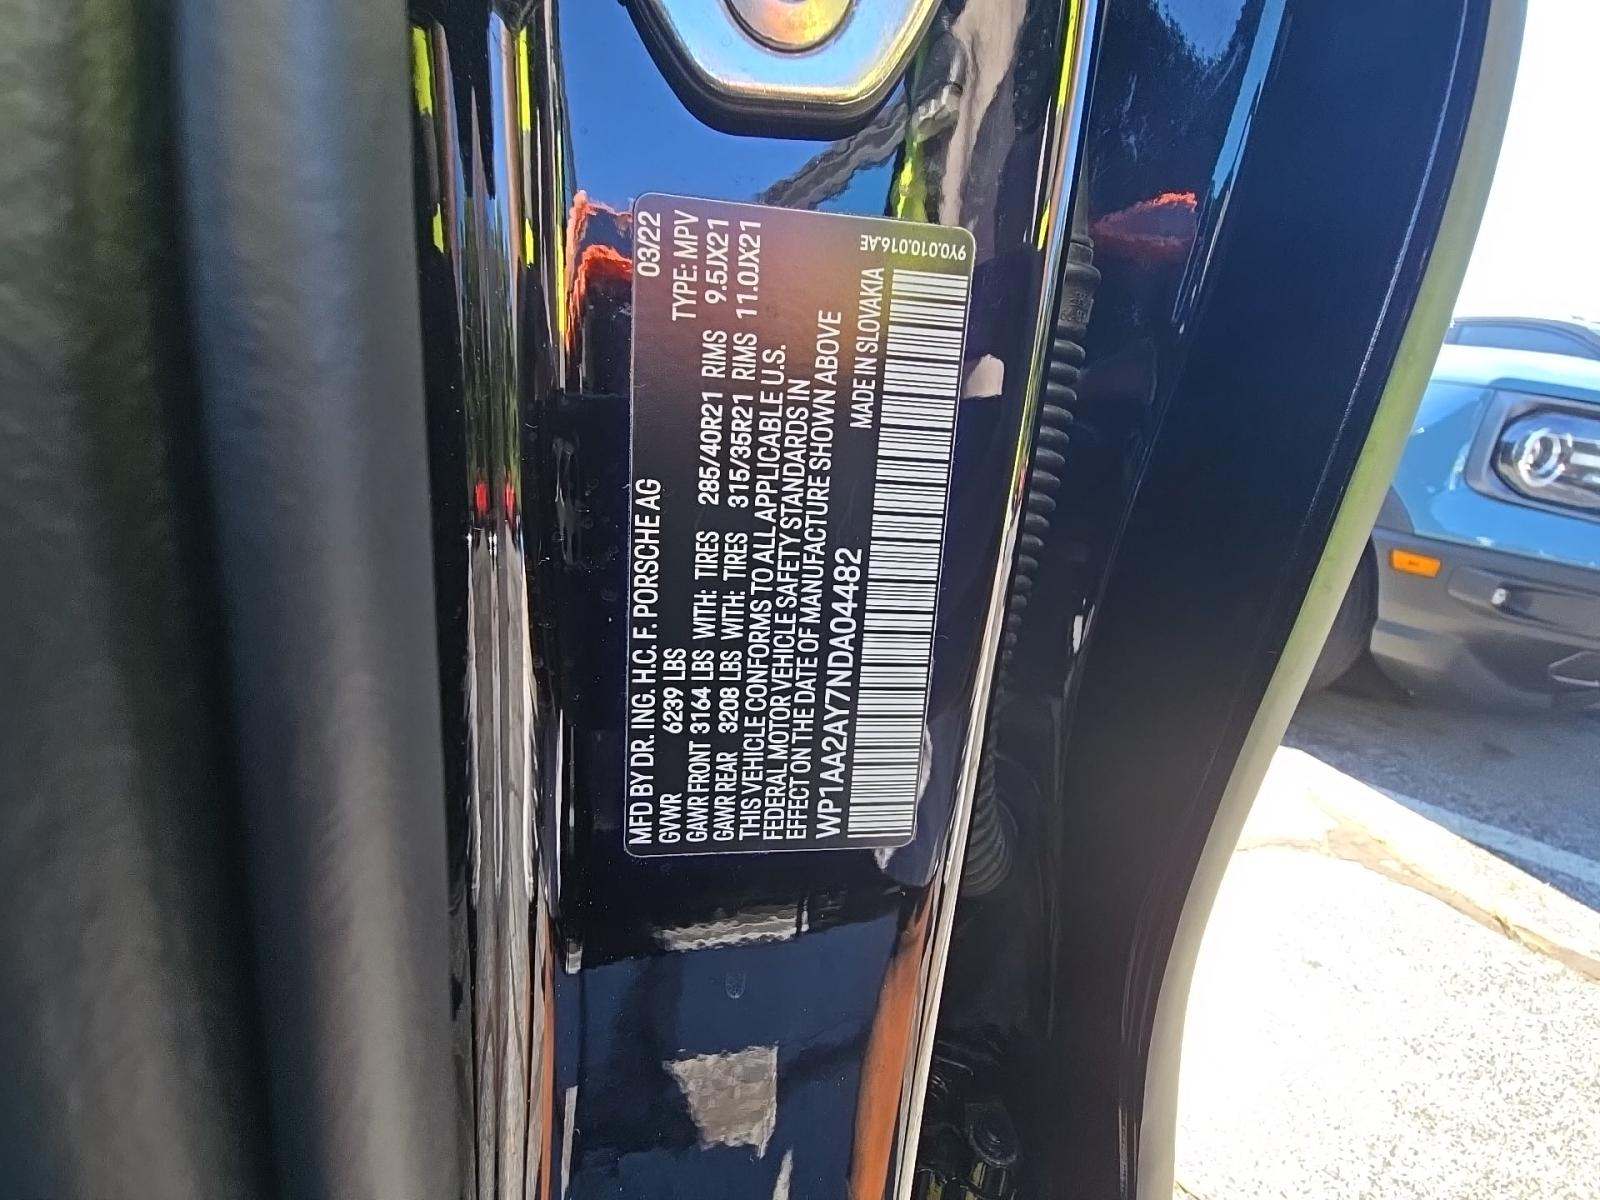 MFD BY DR. ING. H.C. F. PORSCHE AG 03/22
GVWR 6239 LBS TYPE: MPV
GAWR FRONT 3164 LBS WITH: TIRES 285/40R21 RIMS 9.5JX21
GAWR REAR 3208 LBS WITH: TIRES 315/35R21 RIMS 11.0JX21
THIS VEHICLE CONFORMS TO ALL APPLICABLE U.S.
FEDERAL MOTOR VEHICLE SAFETY STANDARDS IN
EFFECT ON THE DATE OF MANUFACTURE SHOWN ABOVE
WP1AA2AY7NDA04482 MADE IN SLOVAKIA
9Y0.010.016.AE